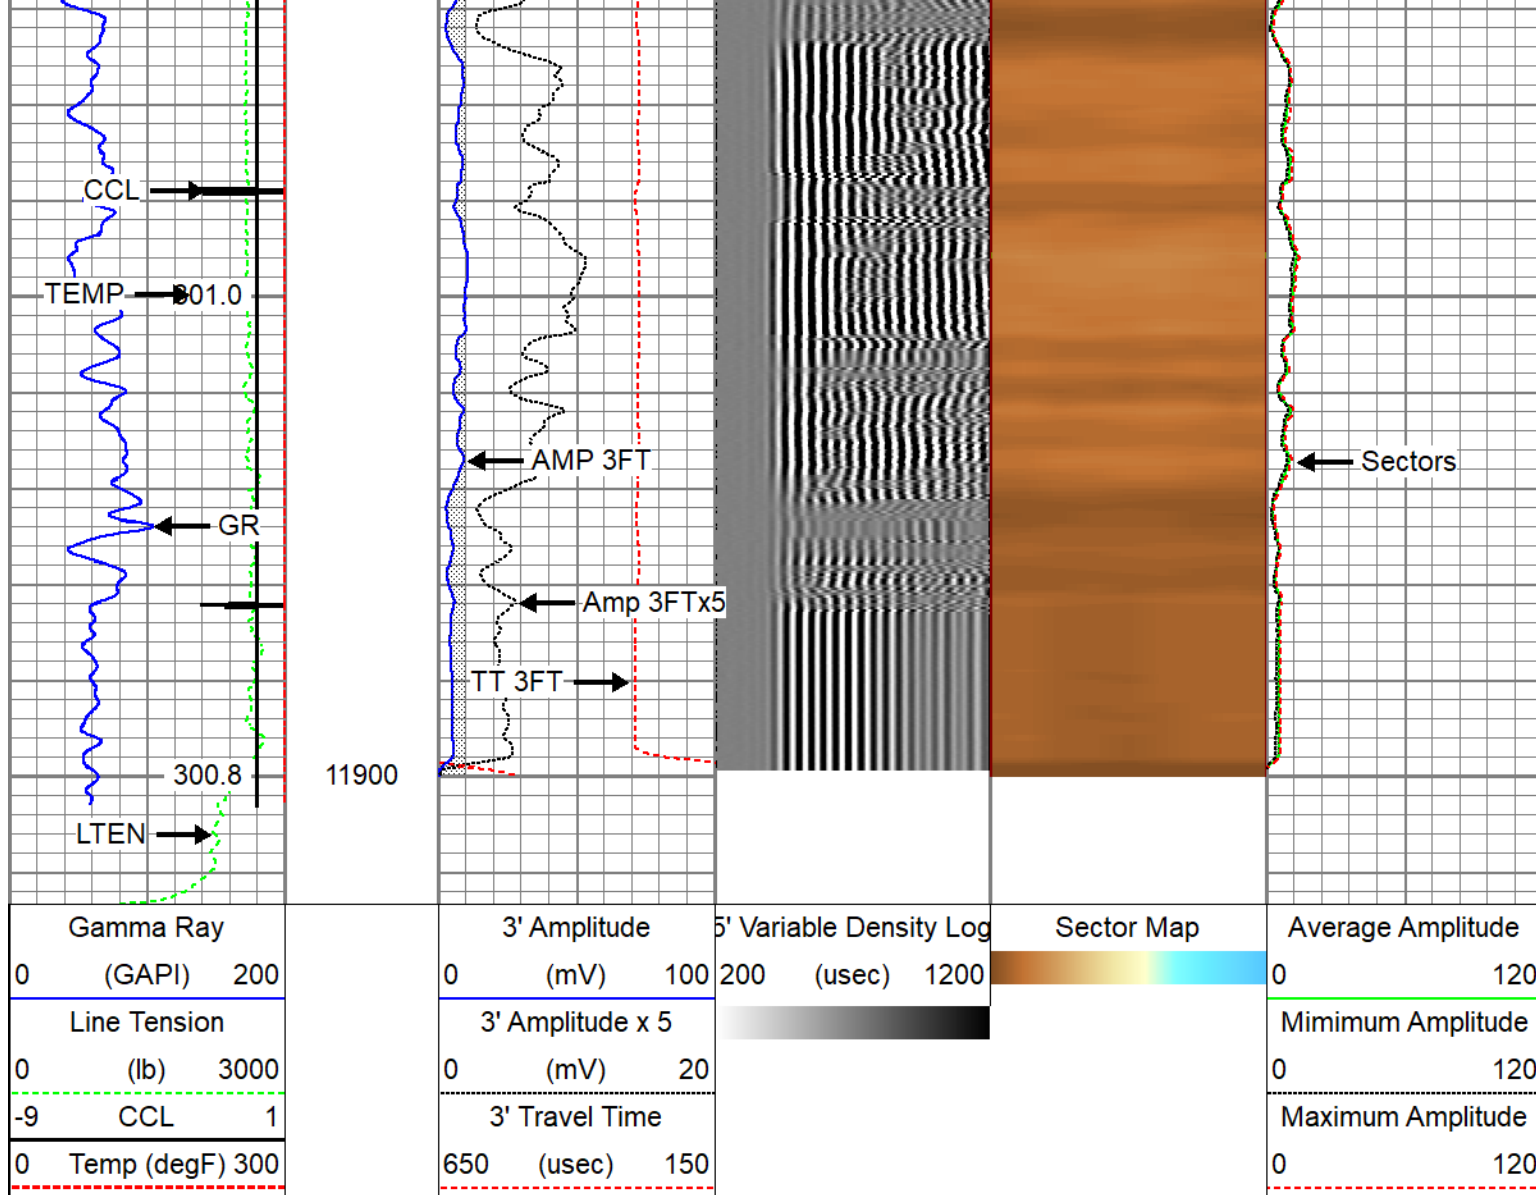 CCL
TEMP 301.0
AMP 3FT
Sectors
GR
Amp 3FTx5
TT 3FT
300.8
11900
LTEN
Gamma Ray
0 (GAPI) 200
Line Tension
0 (lb) 3000
-9 CCL 1
0 Temp (degF) 300
3' Amplitude
0 (mV) 100
3' Amplitude x 5
0 (mV) 20
3' Travel Time
650 (usec) 150
5' Variable Density Log
200 (usec) 1200
Sector Map
Average Amplitude
0 120
Mimimum Amplitude
0 120
Maximum Amplitude
0 120